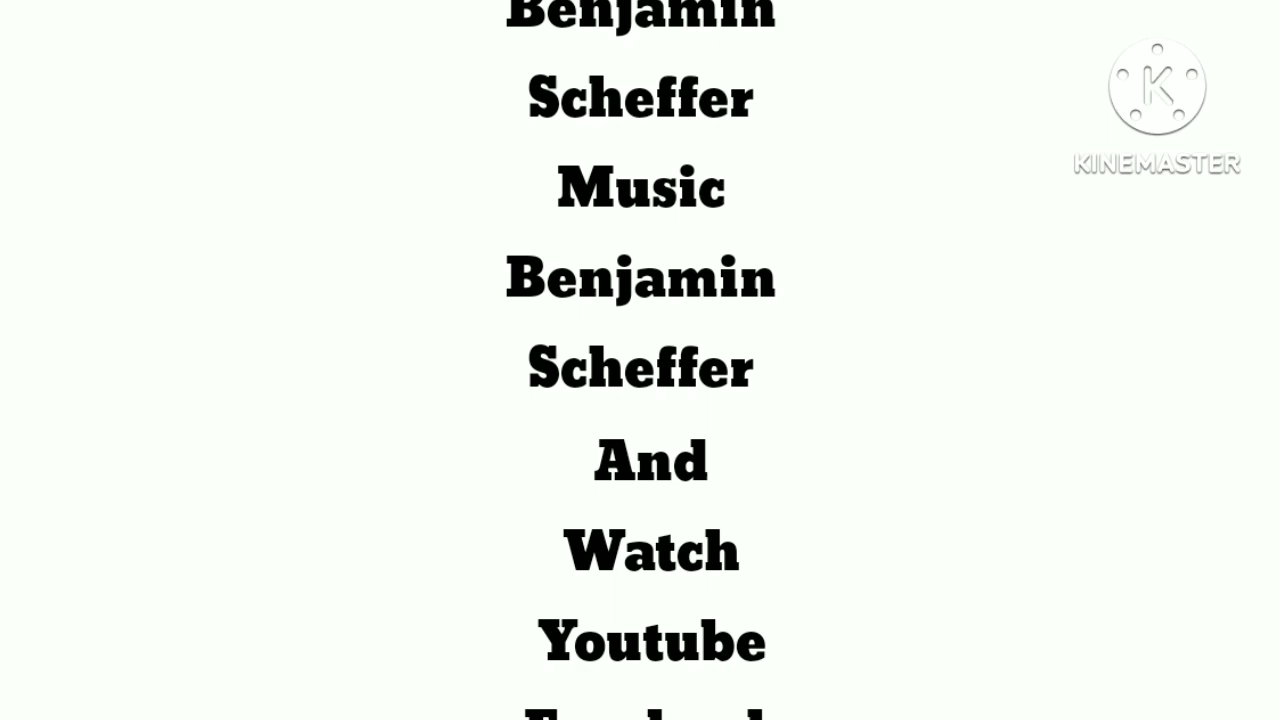 Benjamin
Scheffer
Music
Benjamin
Scheffer
And
Watch
Youtube
K
KINEMASTER